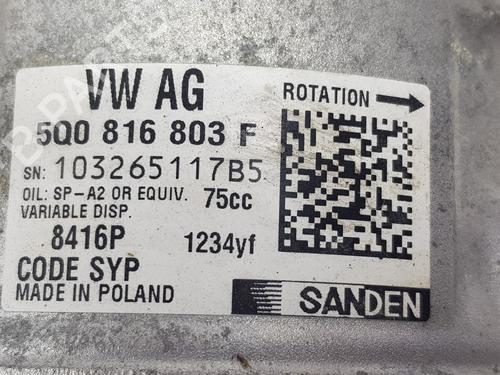 VW AG
ROTATION
5Q0 816 803 F
SN: 103265117B5
OIL: SP-A2 OR EQUIV. 75cc
VARIABLE DISP.
8416P 1234yf
CODE SYP
MADE IN POLAND
SANDEN